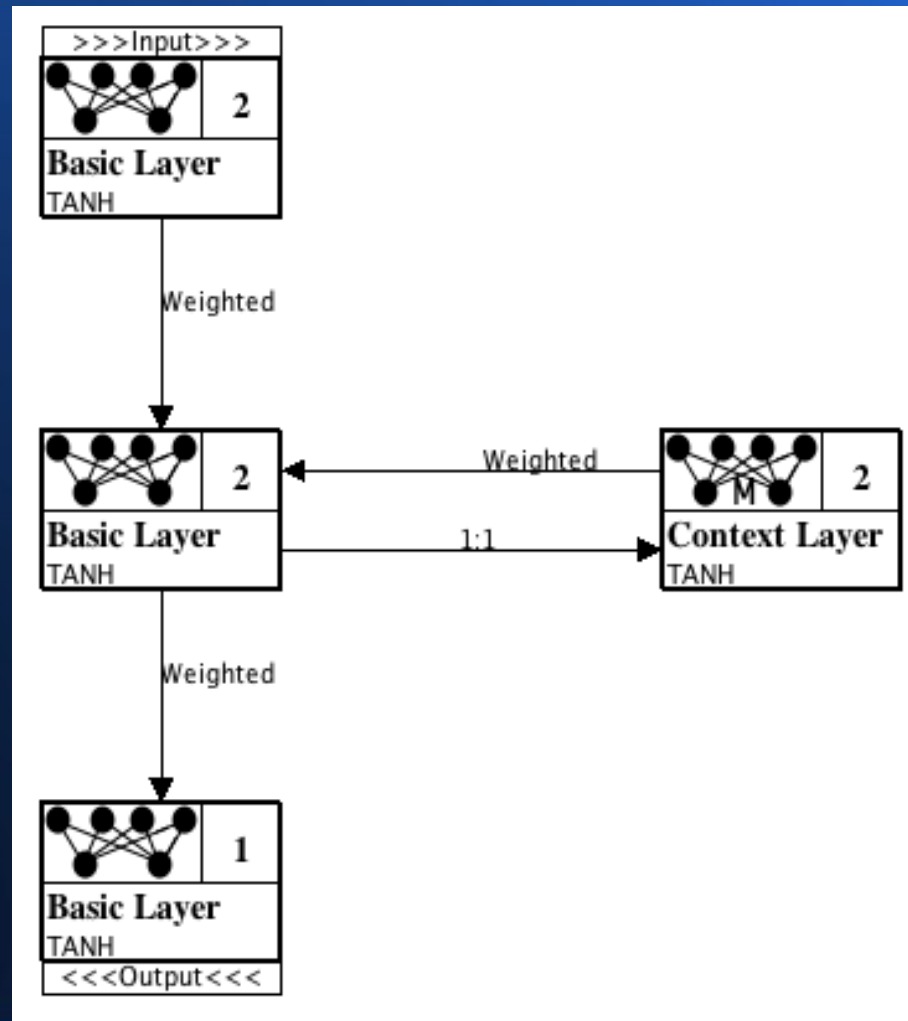 >>>Input>>>
2
Basic Layer
TANH
Weighted
2
Basic Layer
TANH
Weighted
1:1
M
2
Context Layer
TANH
Weighted
1
Basic Layer
TANH
<<<Output<<<